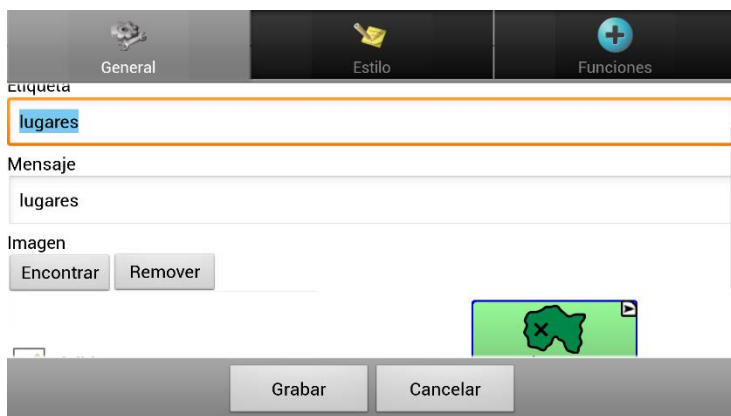 General Estilo Funciones
Etiqueta
lugares
Mensaje
lugares
Imagen
Encontrar Remover
Grabar Cancelar